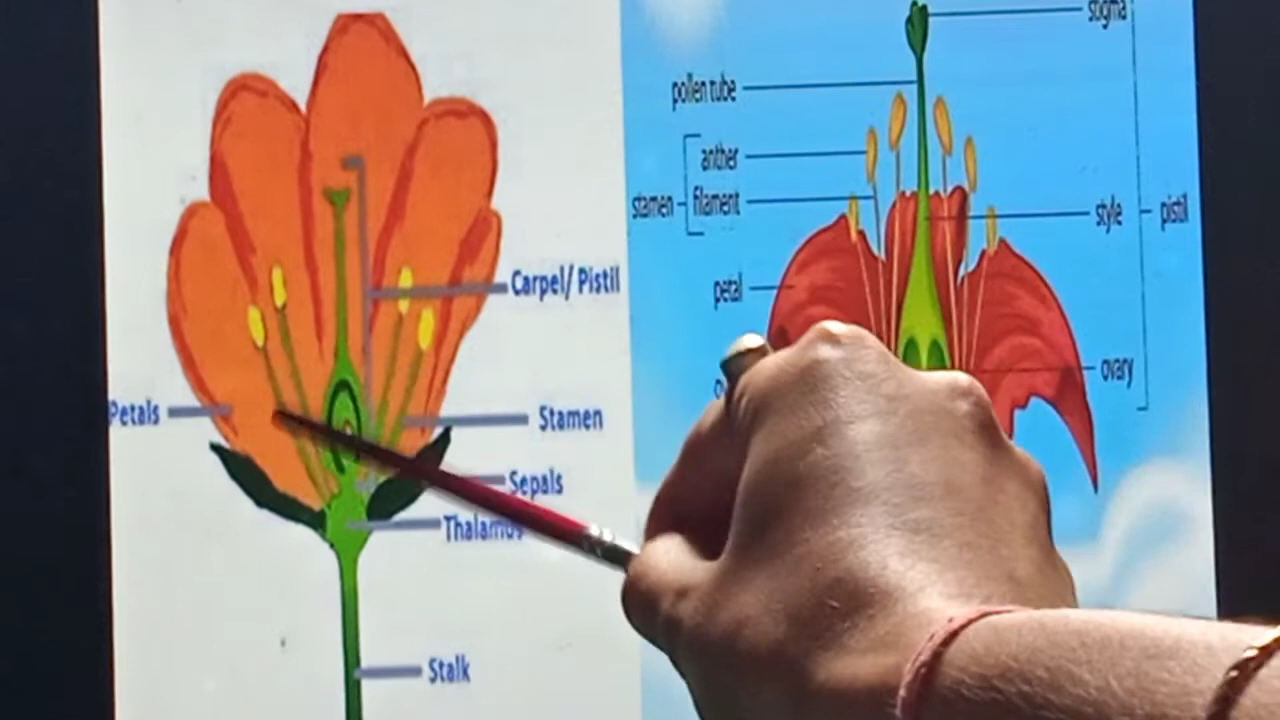 Carpel/ Pistil
Petals
Stamen
Sepals
Thalamus
Stalk
stigma
pollen tube
anther
stamen
filament
style
pistil
petal
ovary